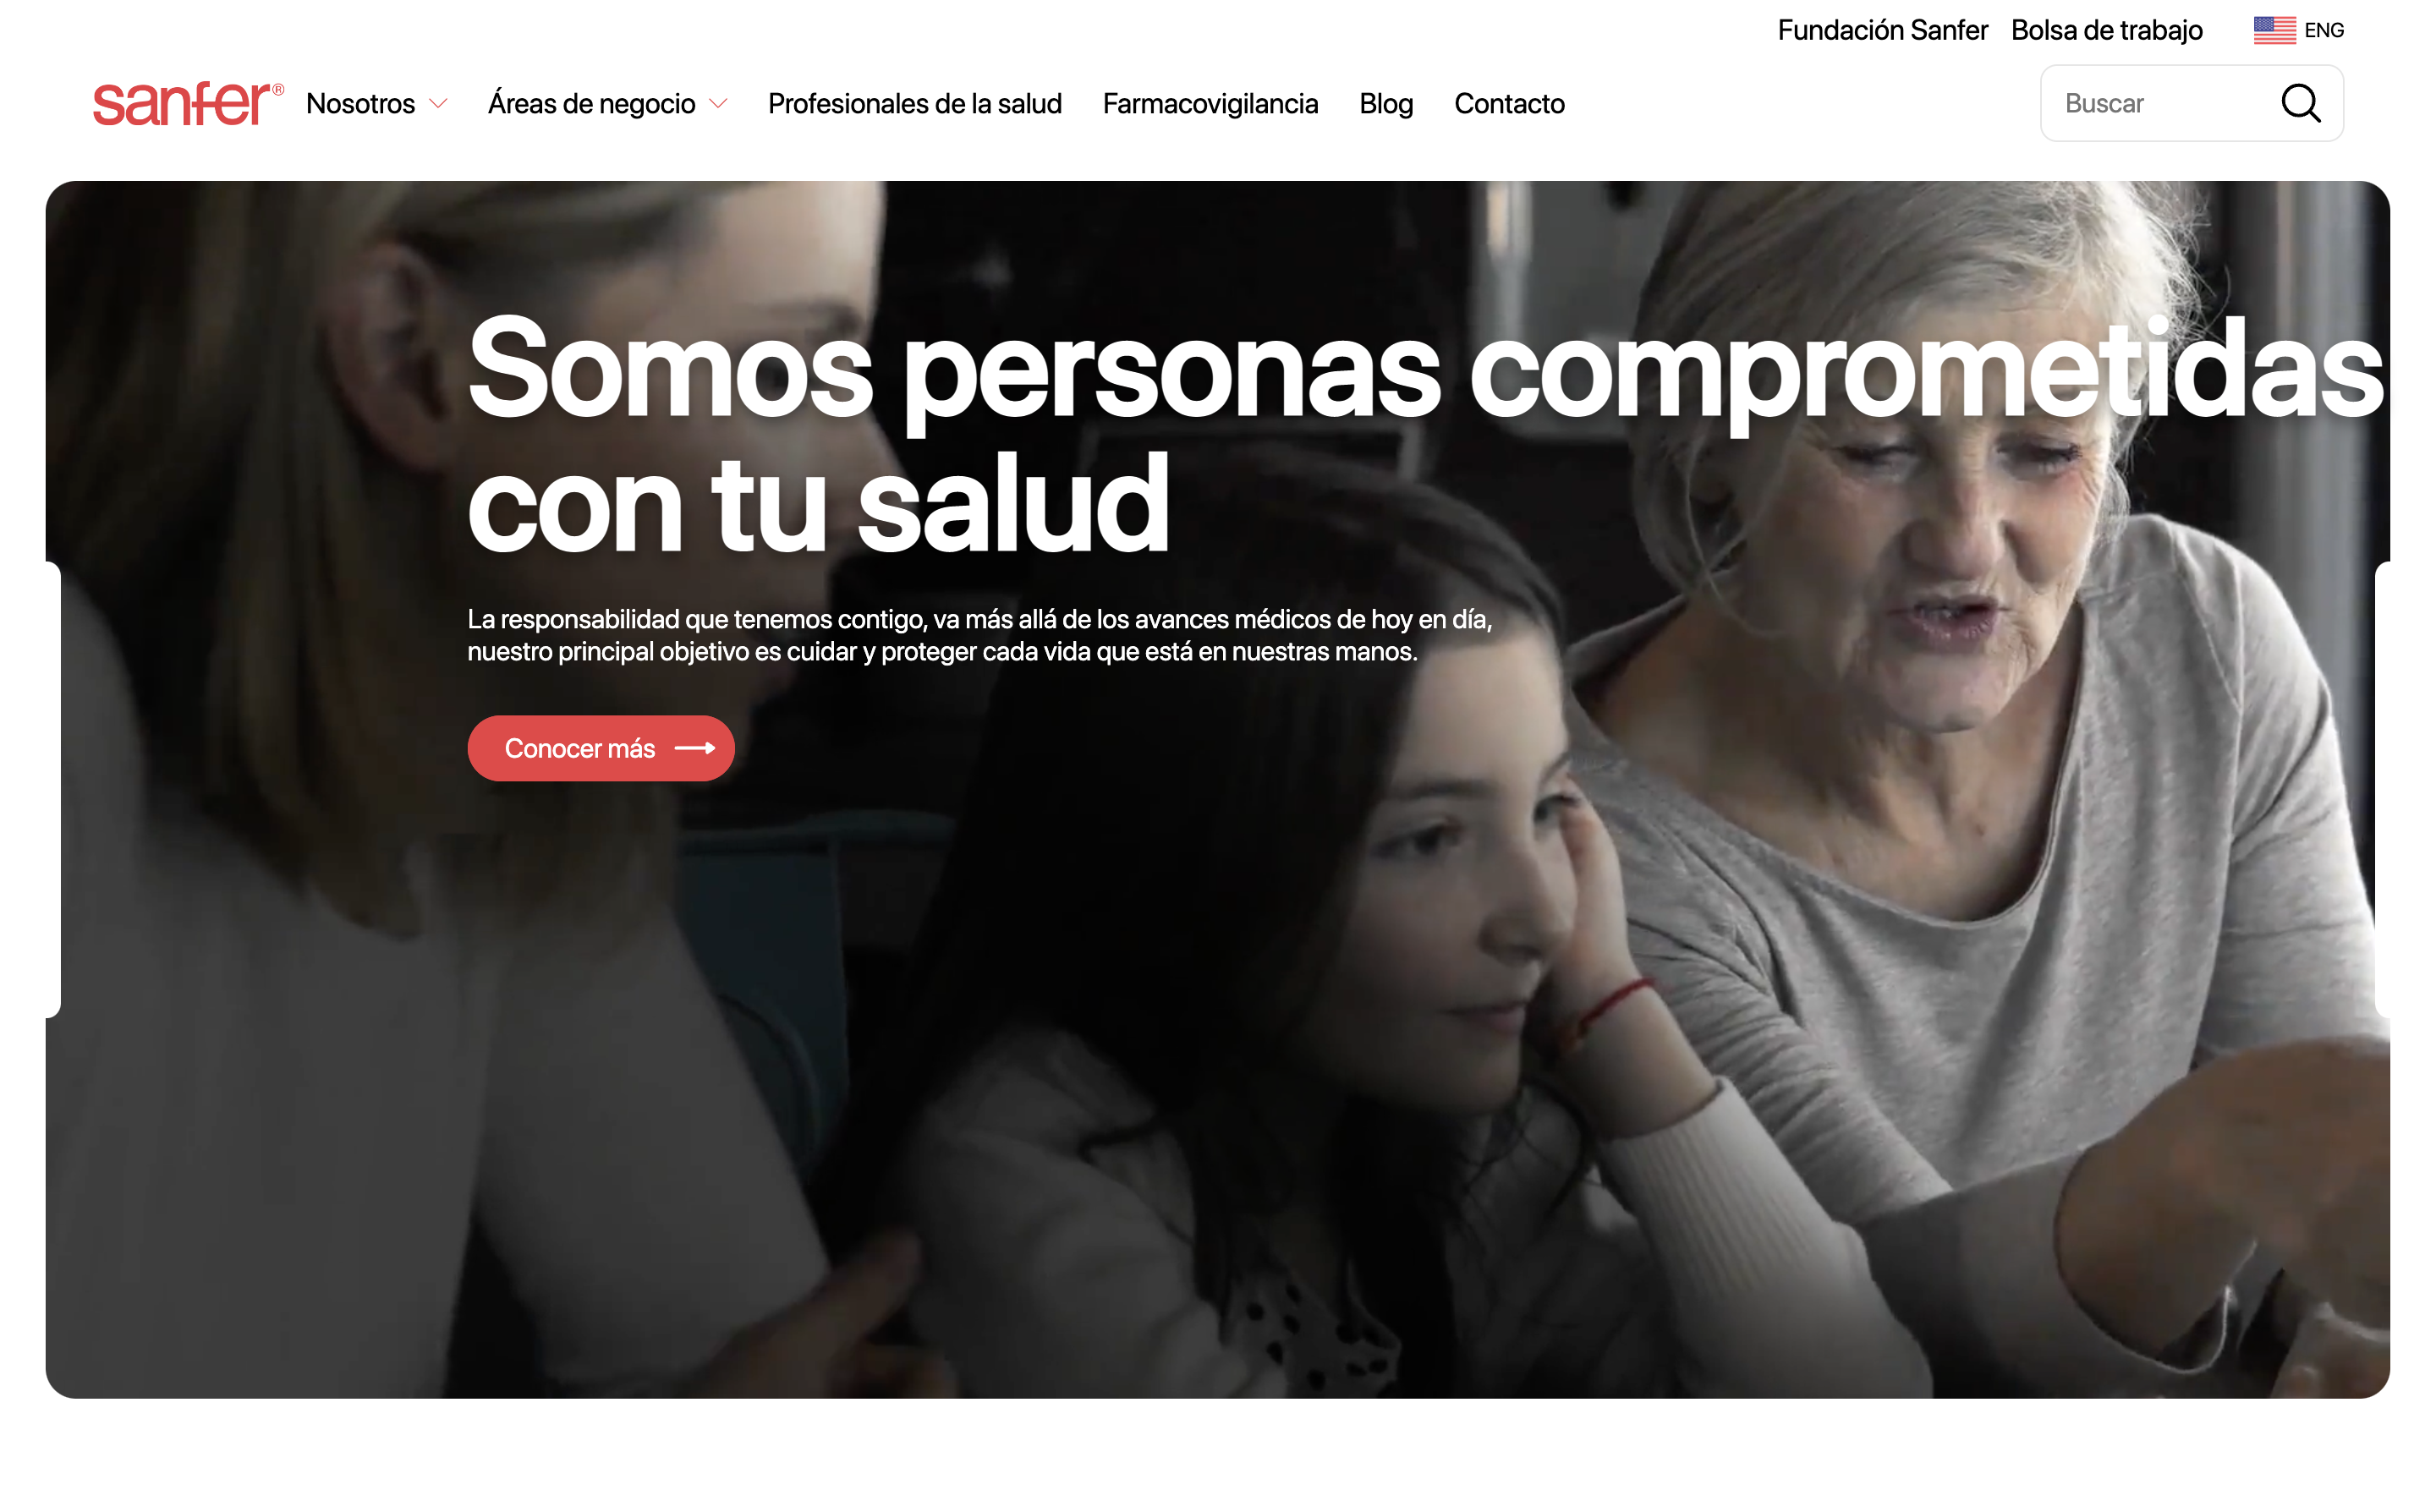 Fundación Sanfer Bolsa de trabajo ENG
sanfer® Nosotros Áreas de negocio Profesionales de la salud Farmacovigilancia Blog Contacto Buscar
Somos personas comprometidas
con tu salud
La responsabilidad que tenemos contigo, va más allá de los avances médicos de hoy en día,
nuestro principal objetivo es cuidar y proteger cada vida que está en nuestras manos.
Conocer más